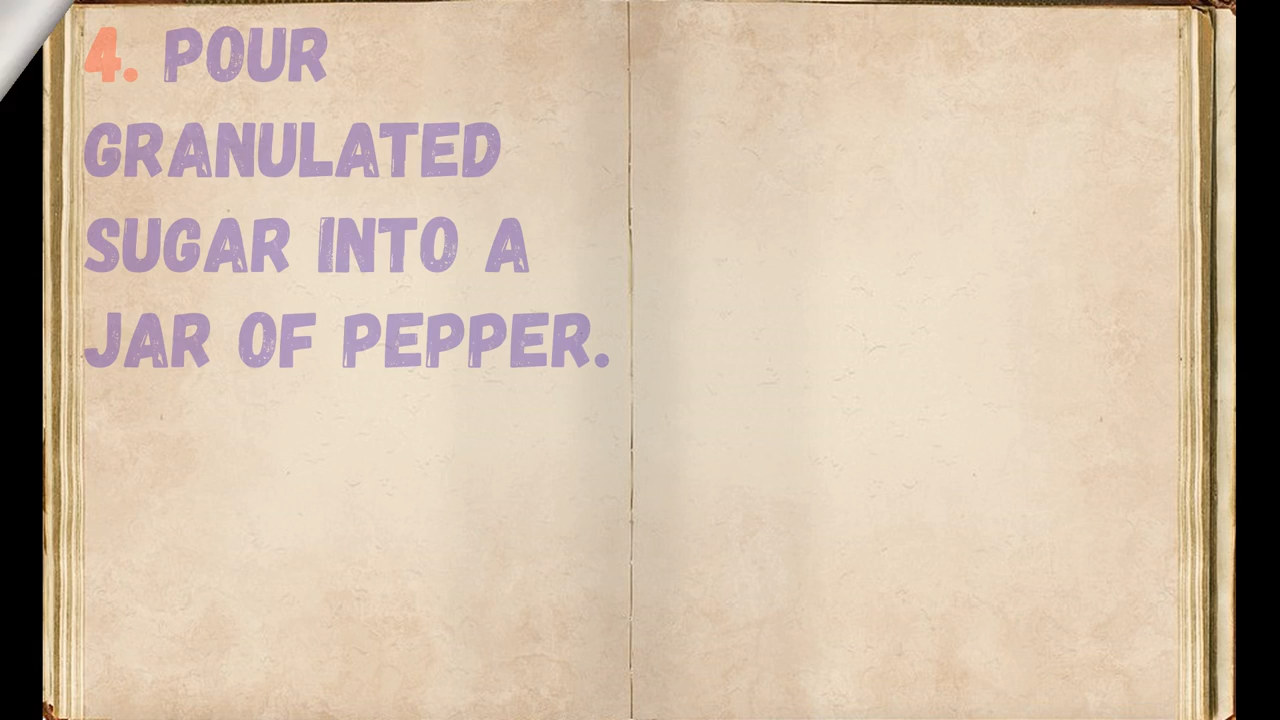 4. POUR
GRANULATED
SUGAR INTO A
JAR OF PEPPER.